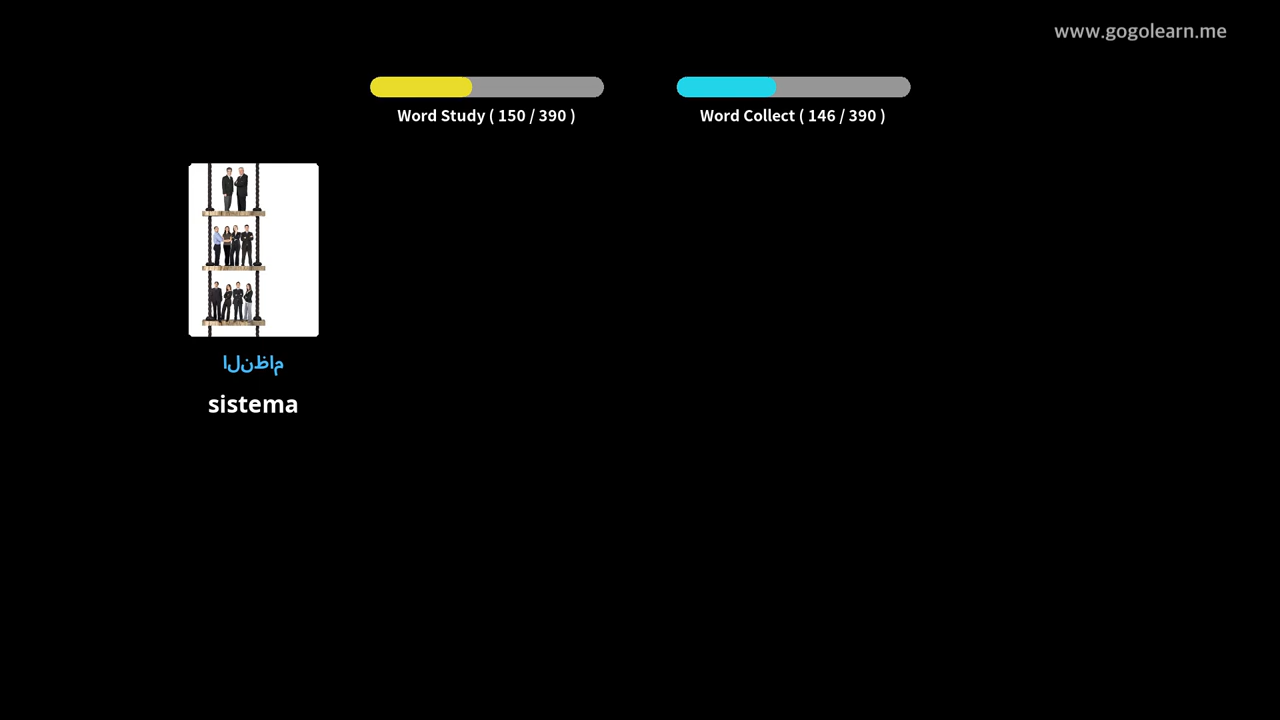 www.gogolearn.me
Word Study ( 150 / 390 )
Word Collect ( 146 / 390 )
النظام
sistema